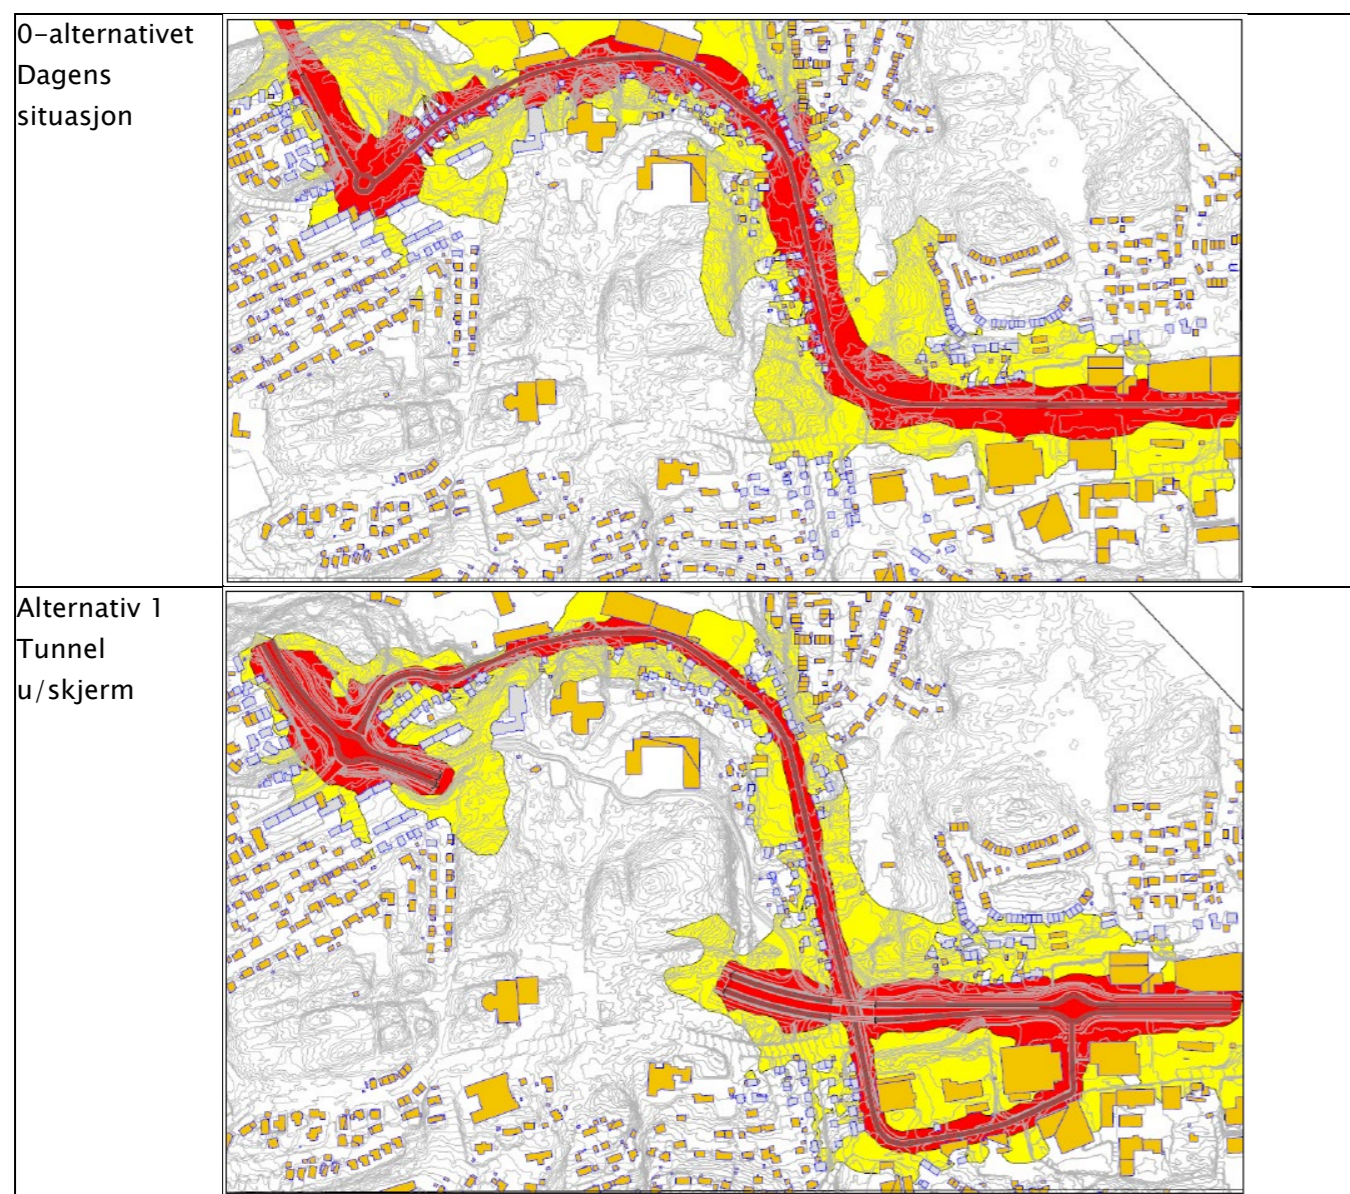 0-alternativet
Dagens
situasjon
Alternativ 1
Tunnel
u/skjerm